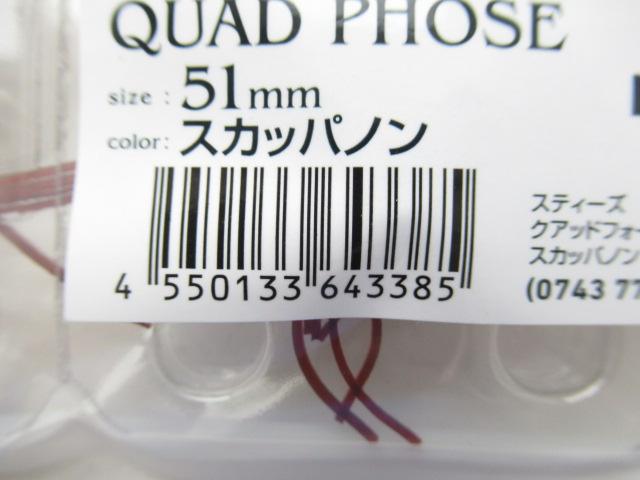 QUAD PHOSE
size : 51mm
color: スカッパノン
4 550133 643385
スティーズ
クアッドフォー
スカッパノン
(0743 77